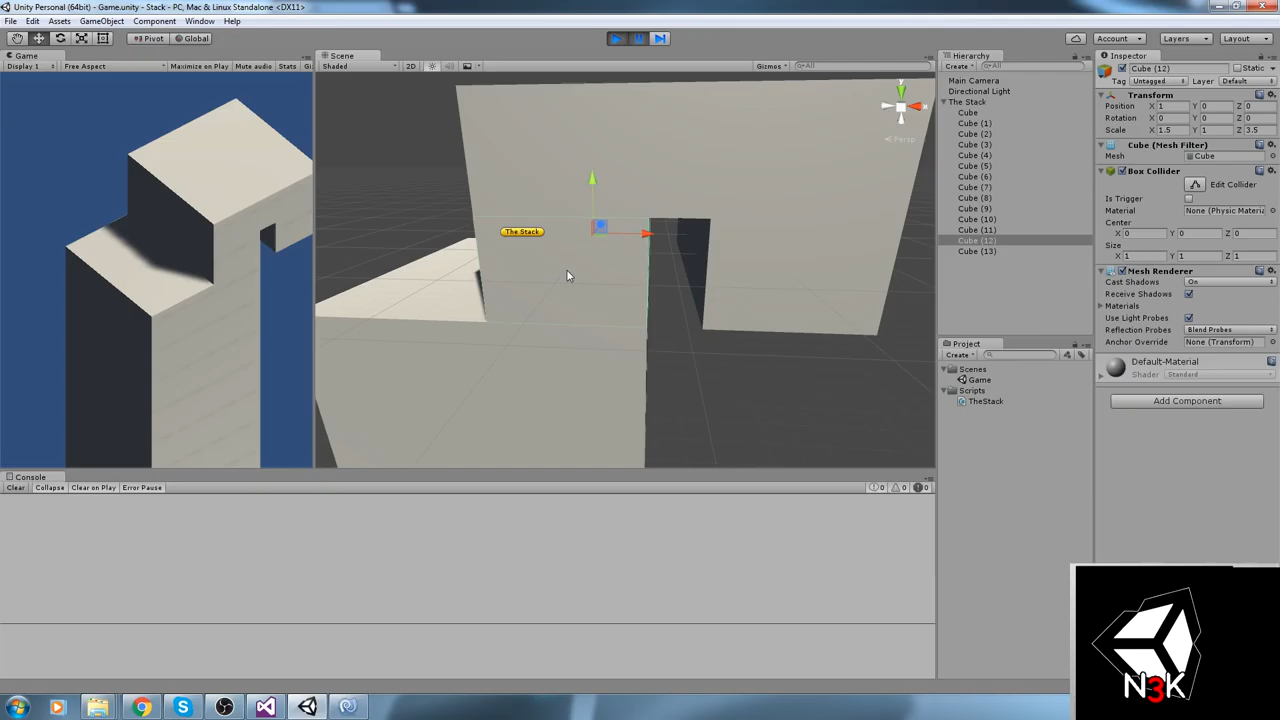 Unity Personal (64bit) - Game.unity - Stack - PC, Mac & Linux Standalone <DX11>
File Edit Assets GameObject Component Window Help
Pivot Global Account Layers Layout
Game
Display 1 Free Aspect Maximize on Play Mute audio Stats Gi
Scene
Shaded 2D Gizmos All
y
x
Persp
The Stack
Hierarchy
Create All
Main Camera
Directional Light
The Stack
Cube
Cube (1)
Cube (2)
Cube (3)
Cube (4)
Cube (5)
Cube (6)
Cube (7)
Cube (8)
Cube (9)
Cube (10)
Cube (11)
Cube (12)
Cube (13)
Project
Create
Scenes
Game
Scripts
TheStack
Inspector
Cube (12) Static
Tag Untagged Layer Default
Transform
Position X 1 Y 0 Z 0
Rotation X 0 Y 0 Z 0
Scale X 1.5 Y 1 Z 3.5
Cube (Mesh Filter)
Mesh Cube
Box Collider
Edit Collider
Is Trigger
Material None (Physic Materia
Center
X 0 Y 0 Z 0
Size
X 1 Y 1 Z 1
Mesh Renderer
Cast Shadows On
Receive Shadows
Materials
Use Light Probes
Reflection Probes Blend Probes
Anchor Override None (Transform)
Default-Material
Shader Standard
Add Component
Console
Clear Collapse Clear on Play Error Pause 0 0 0
N3K